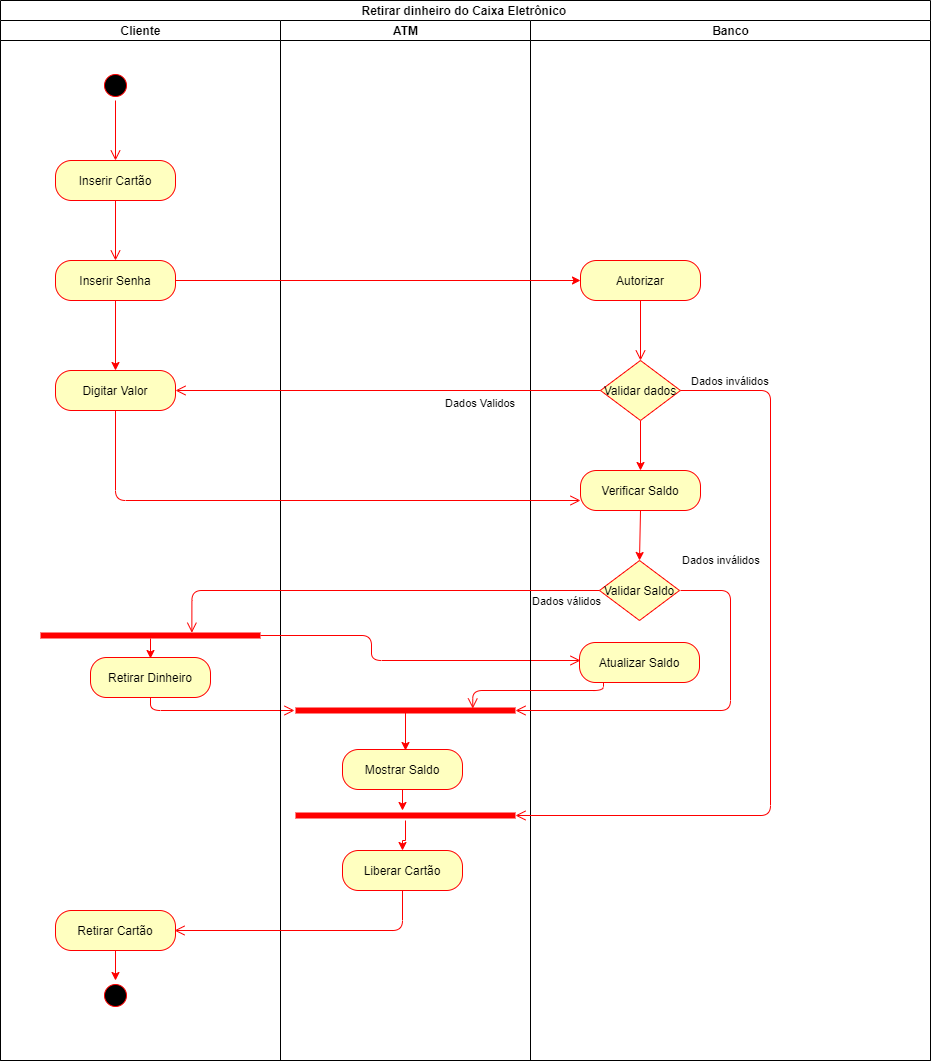 Retirar dinheiro do Caixa Eletrônico
Cliente
ATM
Banco
Inserir Cartão
Inserir Senha
Autorizar
Digitar Valor
Dados Validos
Validar dados
Dados inválidos
Verificar Saldo
Dados inválidos
Validar Saldo
Dados válidos
Retirar Dinheiro
Atualizar Saldo
Mostrar Saldo
Liberar Cartão
Retirar Cartão